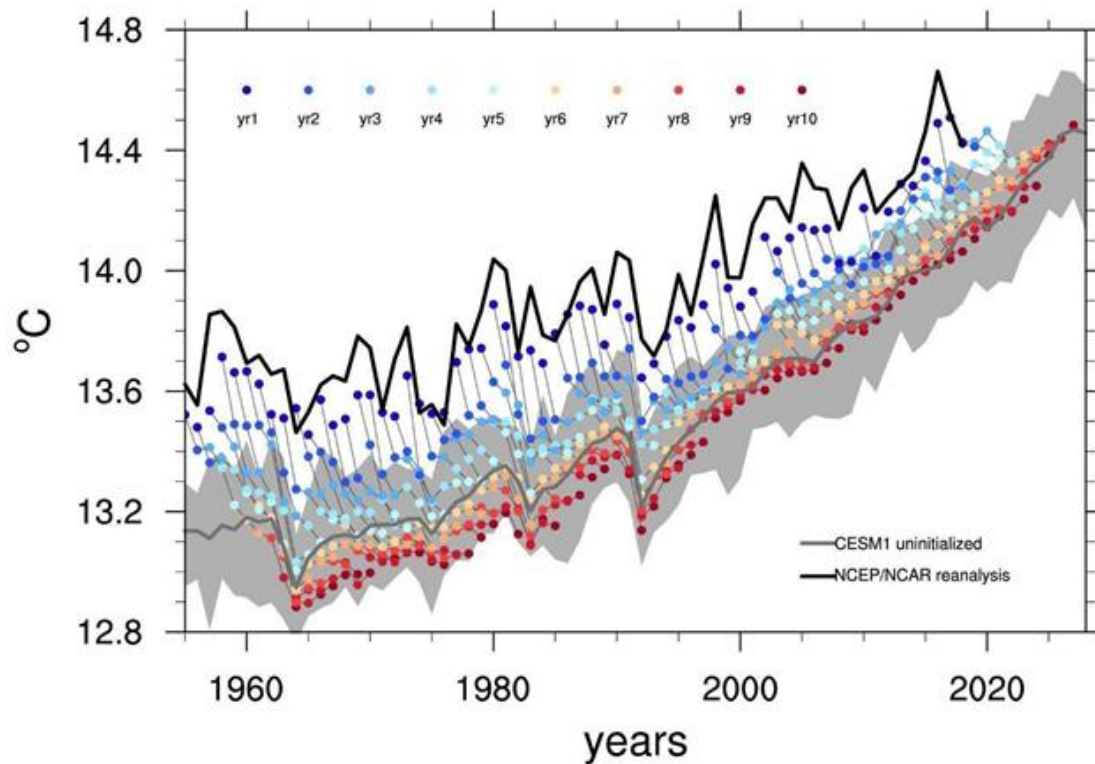 14.8
yr1 yr2 yr3 yr4 yr5 yr6 yr7 yr8 yr9 yr10
14.4
14.0
°C
13.6
13.2
CESM1 uninitialized
NCEP/NCAR reanalysis
12.8
1960 1980 2000 2020
years